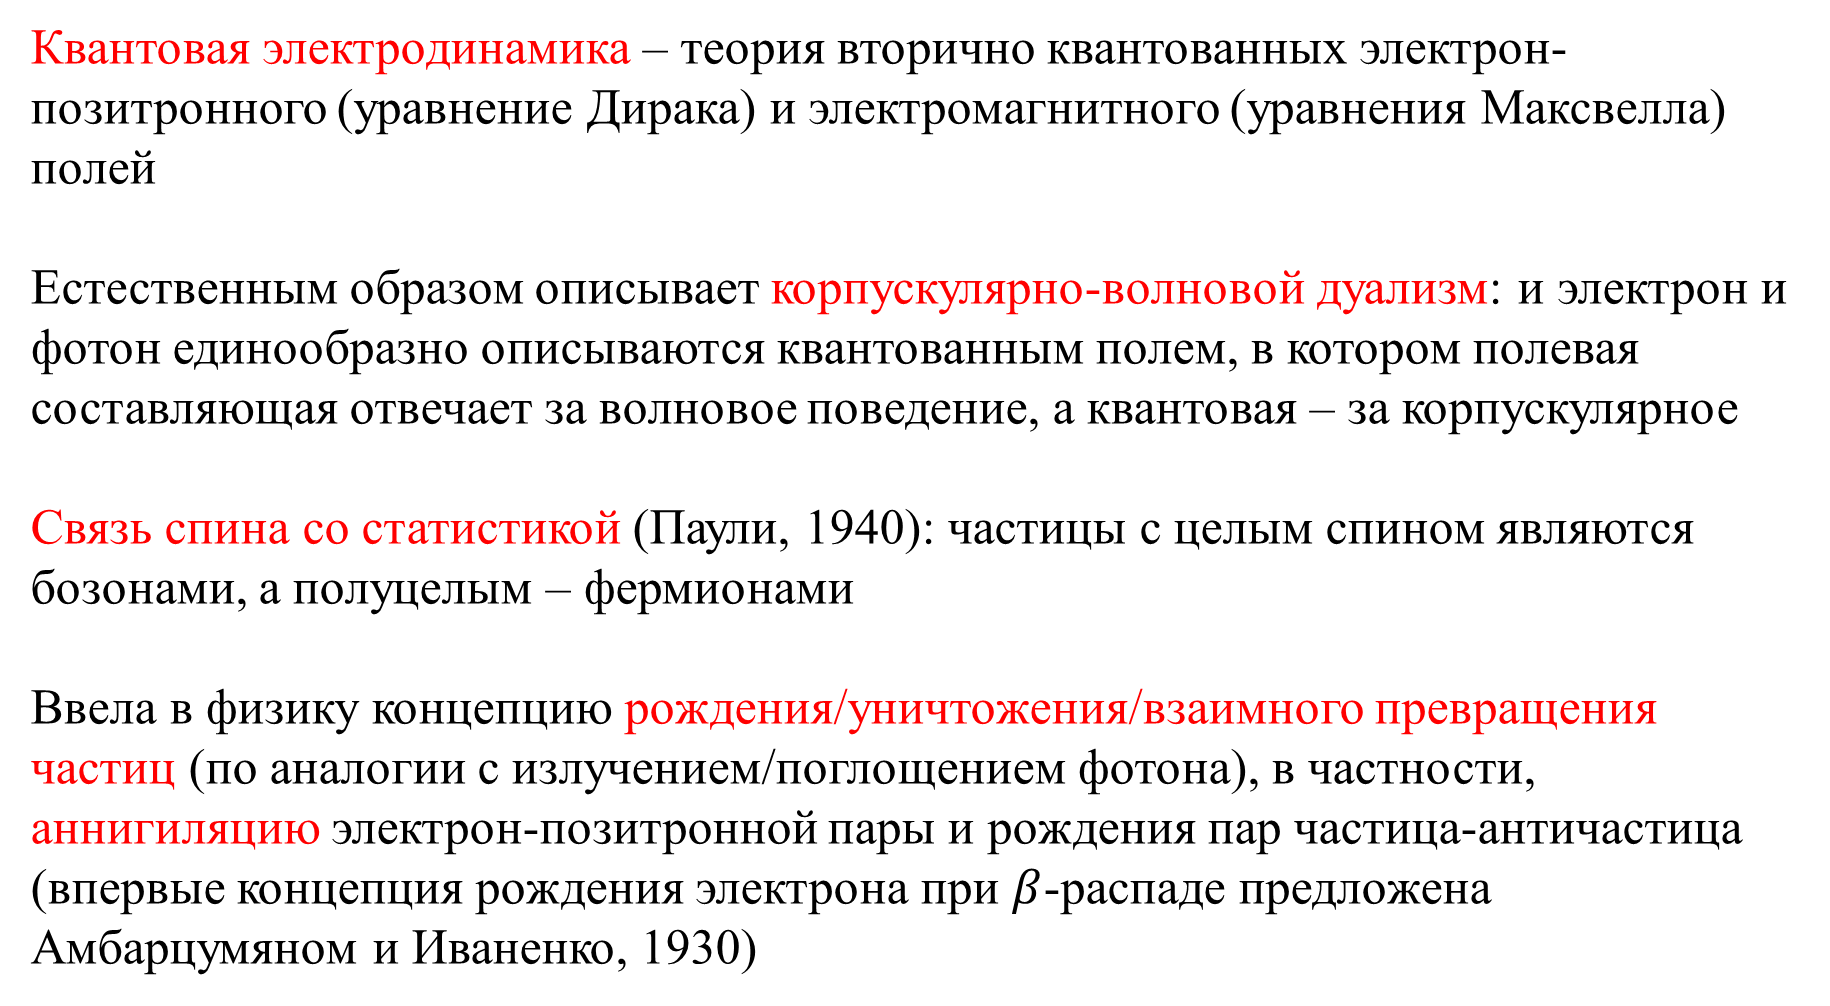 Квантовая электродинамика – теория вторично квантованных электрон-
позитронного (уравнение Дирака) и электромагнитного (уравнения Максвелла)
полей
Естественным образом описывает корпускулярно-волновой дуализм: и электрон и
фотон единообразно описываются квантованным полем, в котором полевая
составляющая отвечает за волновое поведение, а квантовая – за корпускулярное
Связь спина со статистикой (Паули, 1940): частицы с целым спином являются
бозонами, а полуцелым – фермионами
Ввела в физику концепцию рождения/уничтожения/взаимного превращения
частиц (по аналогии с излучением/поглощением фотона), в частности,
аннигиляцию электрон-позитронной пары и рождения пар частица-античастица
(впервые концепция рождения электрона при β-распаде предложена
Амбарцумяном и Иваненко, 1930)